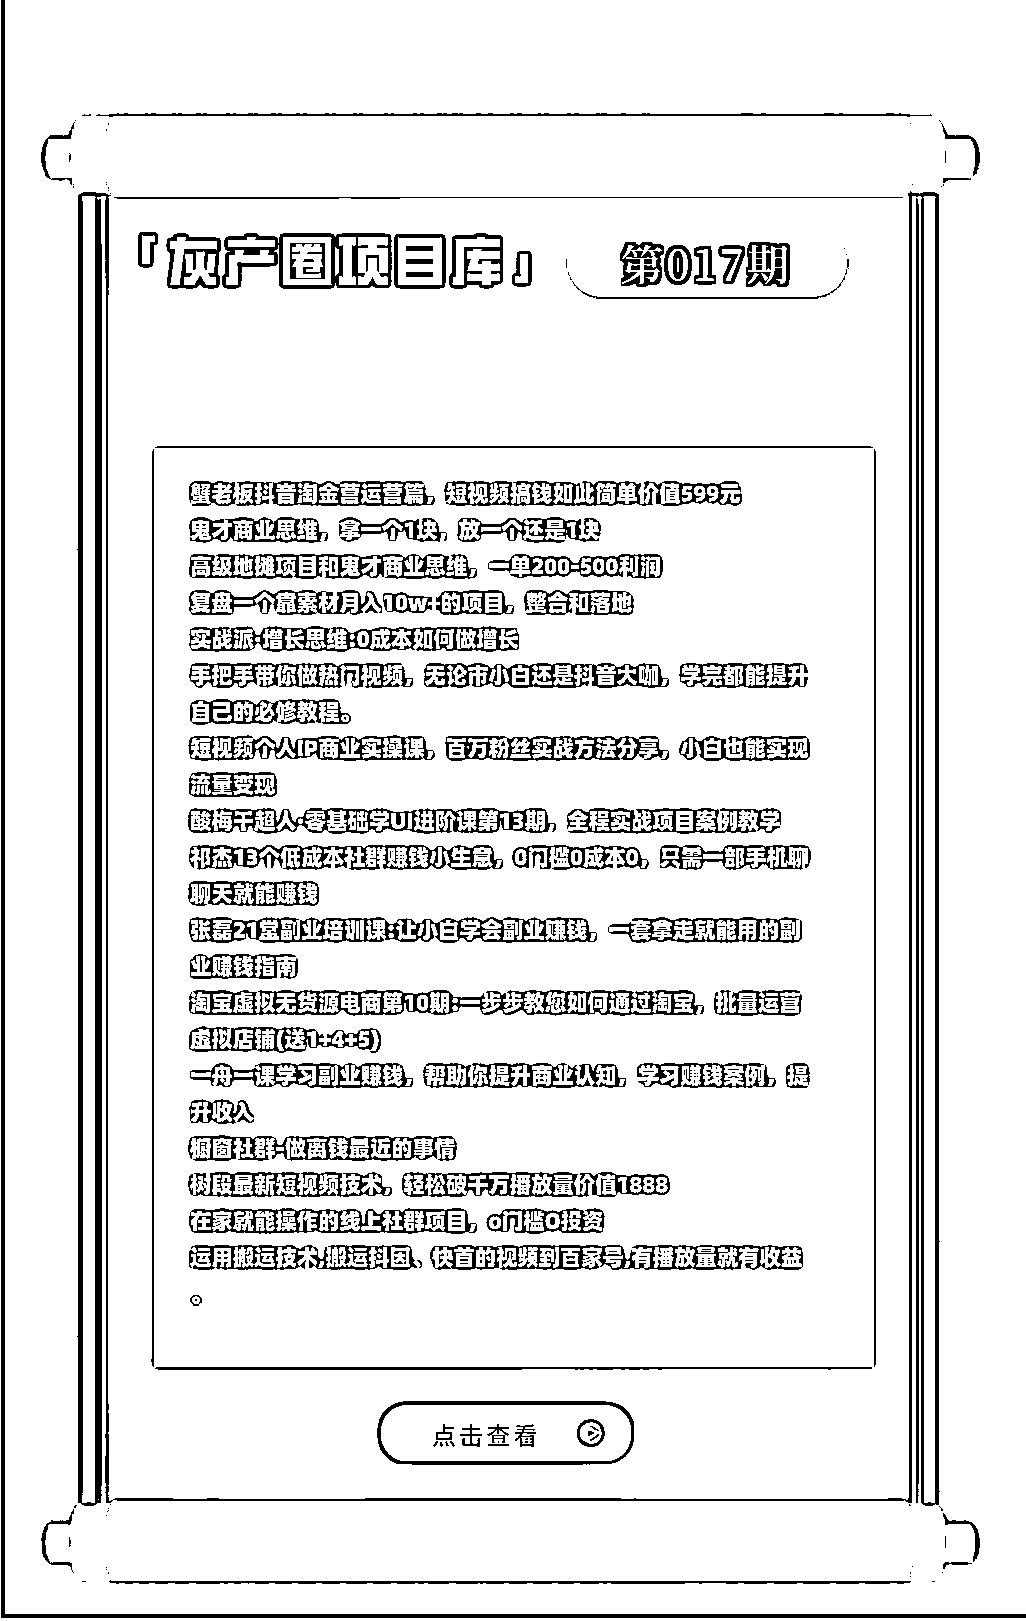 「灰产圈项目库」 第017期
蟹老板抖音淘金营运营篇，短视频搞钱如此简单价值599元
鬼才商业思维，拿一个1块，放一个还是1块
高级地摊项目和鬼才商业思维，一单200-500利润
复盘一个靠素材月入10w+的项目，整合和落地
实战派·增长思维:0成本如何做增长
手把手带你做热门视频，无论市小白还是抖音大咖，学完都能提升
自己的必修教程。
短视频个人IP商业实操课，百万粉丝实战方法分享，小白也能实现
流量变现
酸梅干超人·零基础学UI进阶课第13期，全程实战项目案例教学
祁杰13个低成本社群赚钱小生意，0门槛0成本0，只需一部手机聊
聊天就能赚钱
张磊21堂副业培训课:让小白学会副业赚钱，一套拿走就能用的副
业赚钱指南
淘宝虚拟无货源电商第10期:一步步教您如何通过淘宝，批量运营
虚拟店铺(送1+4+5)
一舟一课学习副业赚钱，帮助你提升商业认知，学习赚钱案例，提
升收入
橱窗社群-做离钱最近的事情
树段最新短视频技术，轻松破千万播放量价值1888
在家就能操作的线上社群项目，o门槛O投资
运用搬运技术,搬运抖因、快首的视频到百家号,有播放量就有收益
。
点击查看